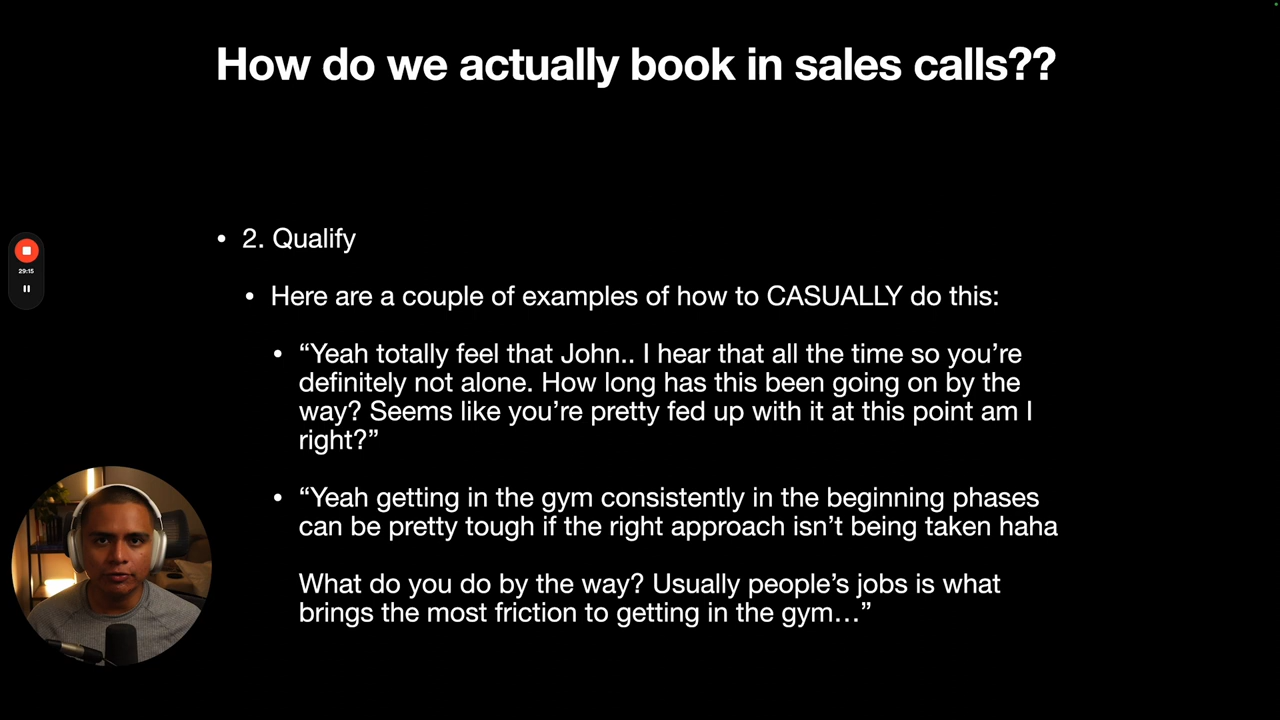 How do we actually book in sales calls??
• 2. Qualify
• Here are a couple of examples of how to CASUALLY do this:
• “Yeah totally feel that John.. I hear that all the time so you’re
definitely not alone. How long has this been going on by the
way? Seems like you’re pretty fed up with it at this point am I
right?”
• “Yeah getting in the gym consistently in the beginning phases
can be pretty tough if the right approach isn’t being taken haha
What do you do by the way? Usually people’s jobs is what
brings the most friction to getting in the gym…”
29:15